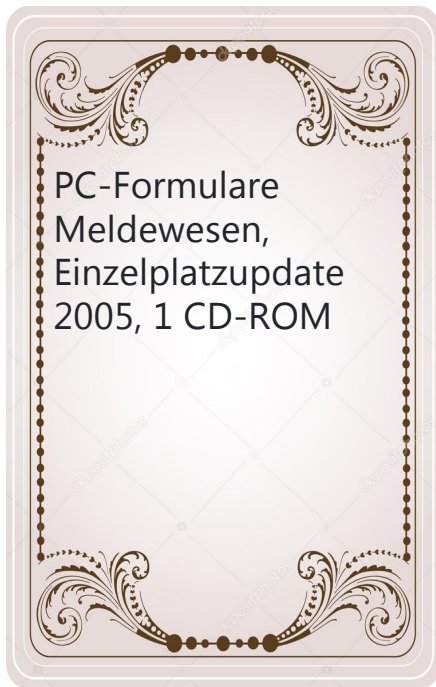 PC-Formulare
Meldewesen,
Einzelplatzupdate
2005, 1 CD-ROM